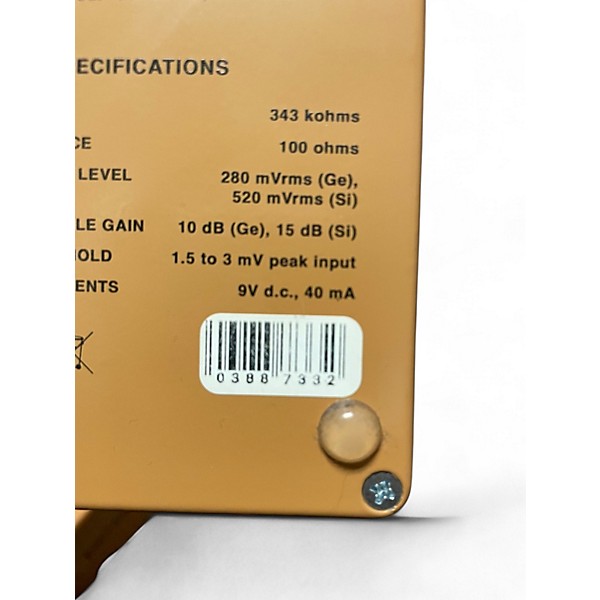 ECIFICATIONS
343 kohms
CE 100 ohms
LEVEL 280 mVrms (Ge),
520 mVrms (Si)
LE GAIN 10 dB (Ge), 15 dB (Si)
HOLD 1.5 to 3 mV peak input
ENTS 9V d.c., 40 mA
0388 7332